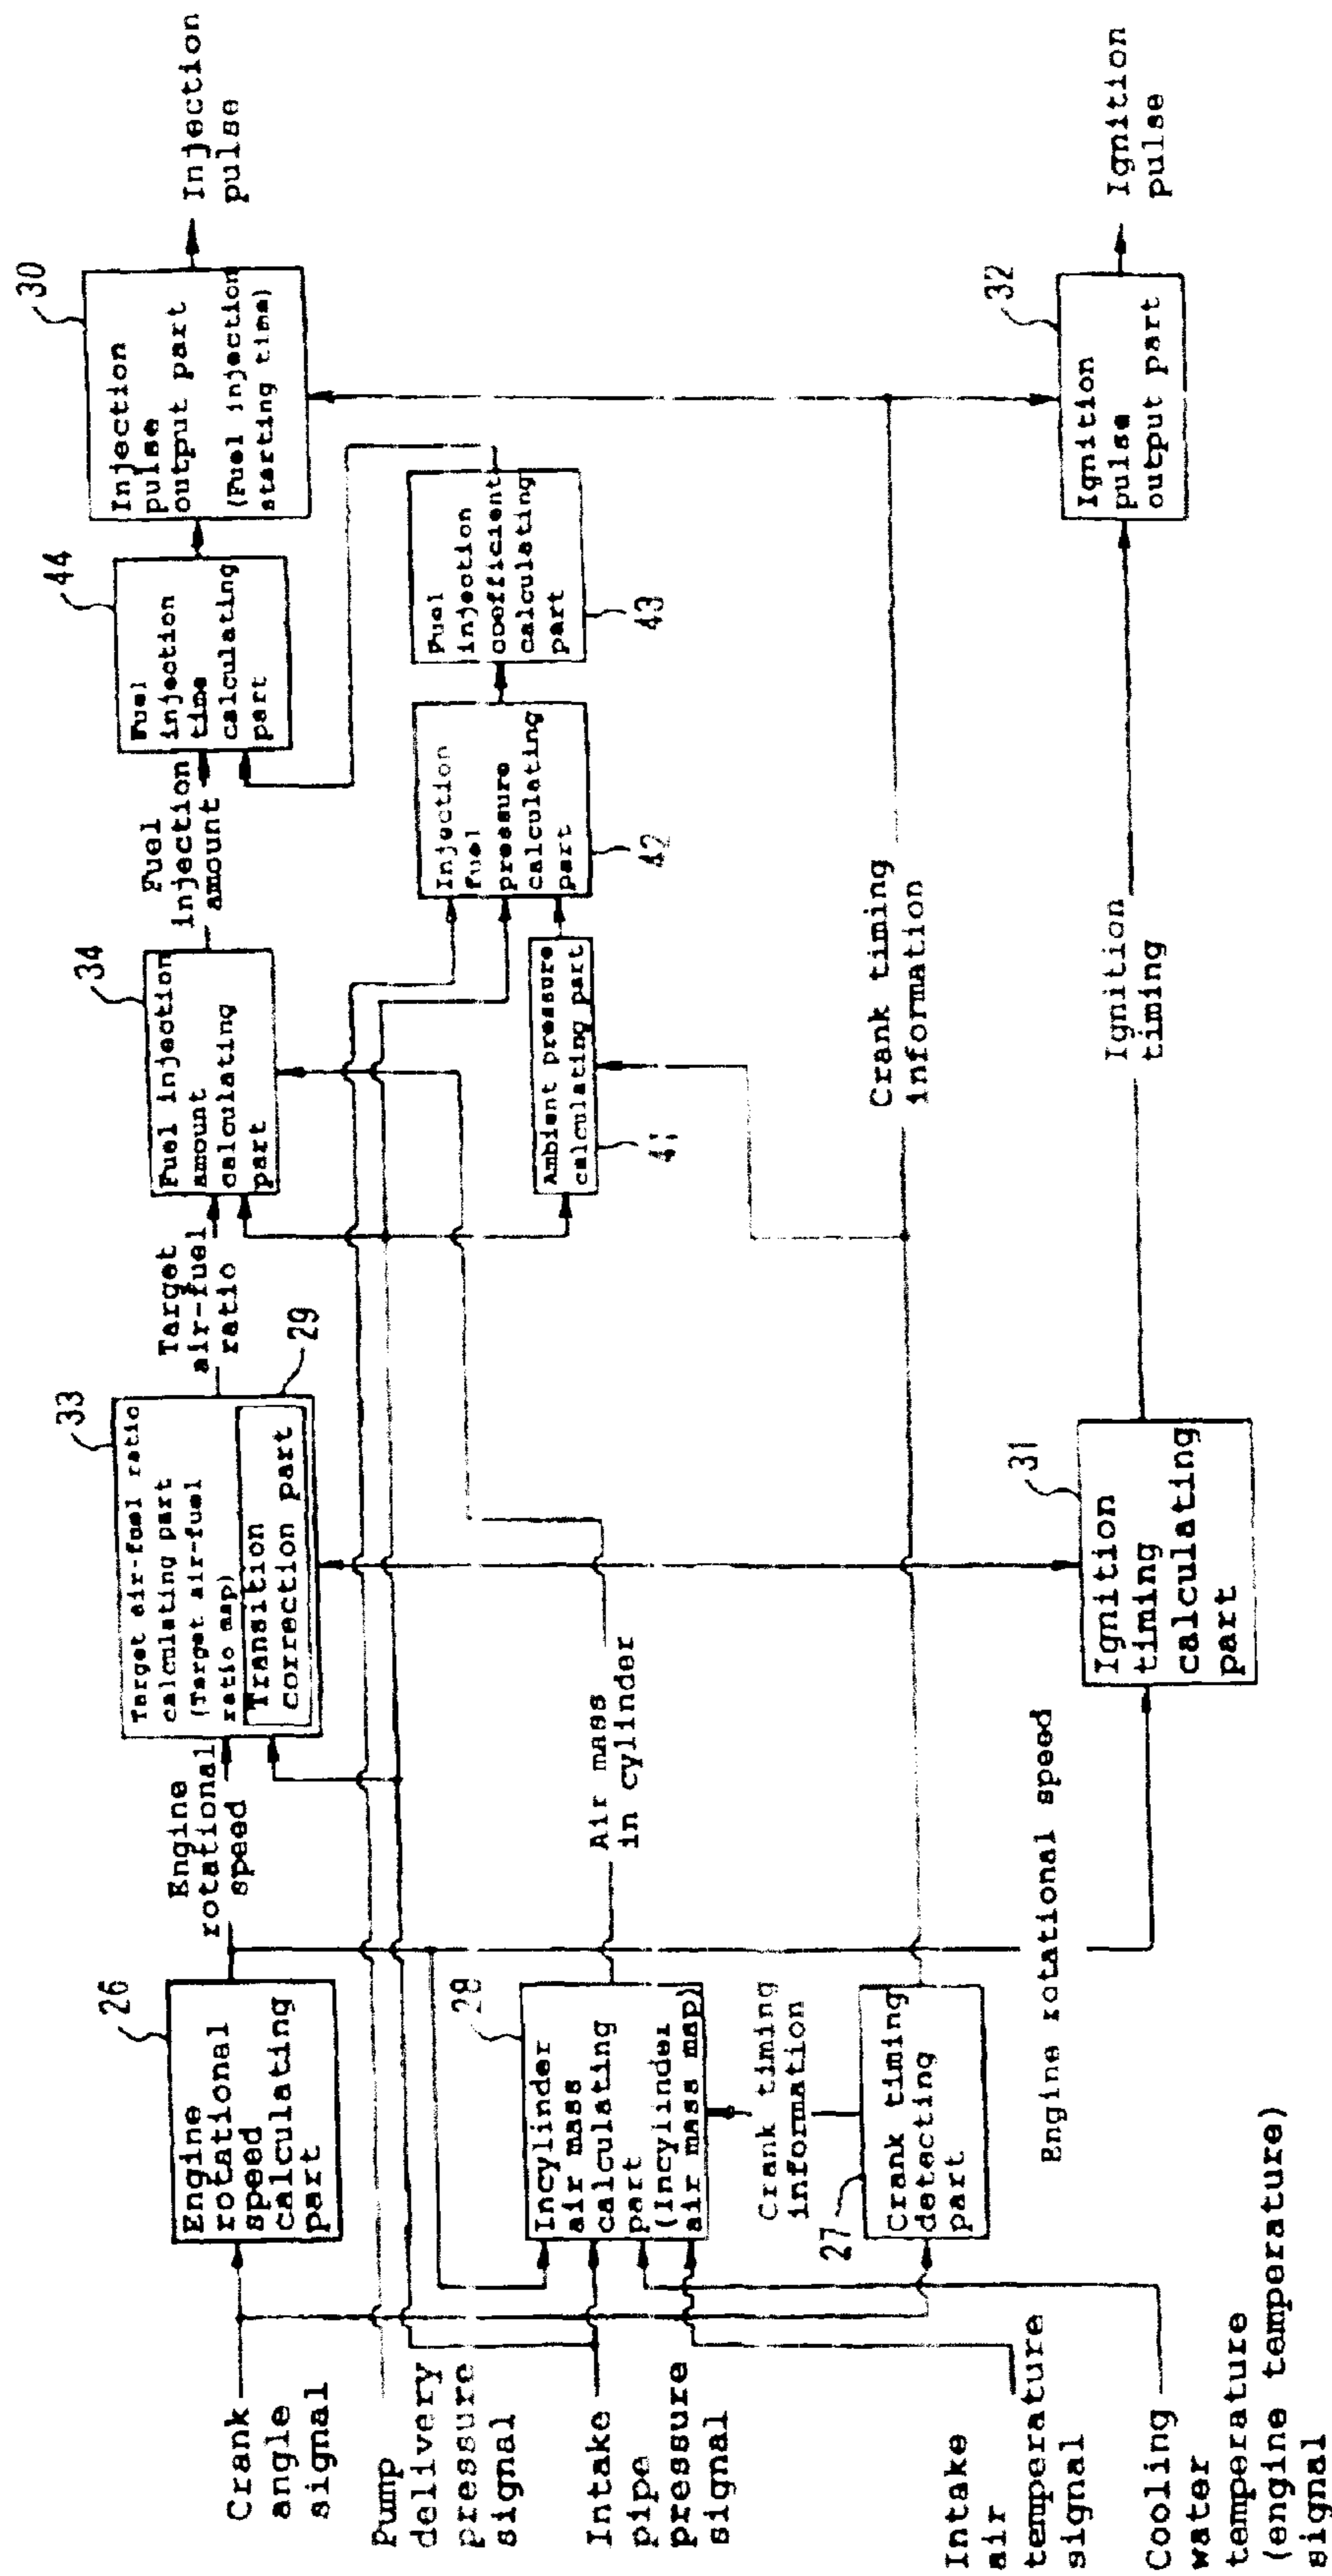 Crank
angle
signal
Pump
delivery
pressure
signal
Intake
pipe
pressure
signal
Intake
air
temperature
signal
Cooling
water
temperature
(engine temperature)
signal
26
Engine
rotational
speed
calculating
part
28
Incylinder
air mass
calculating
part
(Incylinder
air mass map)
Crank timing
information
27
Crank timing
detecting
part
Engine
rotational
speed
Air mass
in cylinder
Engine rotational speed
33
Target air-fuel ratio
calculating part
(Target air-fuel
ratio map)
Transition
correction part
29
31
Ignition
timing
calculating
part
Target
air-fuel
ratio
34
Fuel injection
amount
calculating
part
Ambient pressure
calculating part
41
Crank timing
information
Ignition
timing
Fuel
injection
amount
44
Fuel
injection
time
calculating
part
Injection
fuel
pressure
calculating
part
42
Fuel
injection
coefficient
calculating
part
43
30
Injection
pulse
output part
(Fuel injection
starting time)
32
Ignition
pulse
output part
Injection
pulse
Ignition
pulse